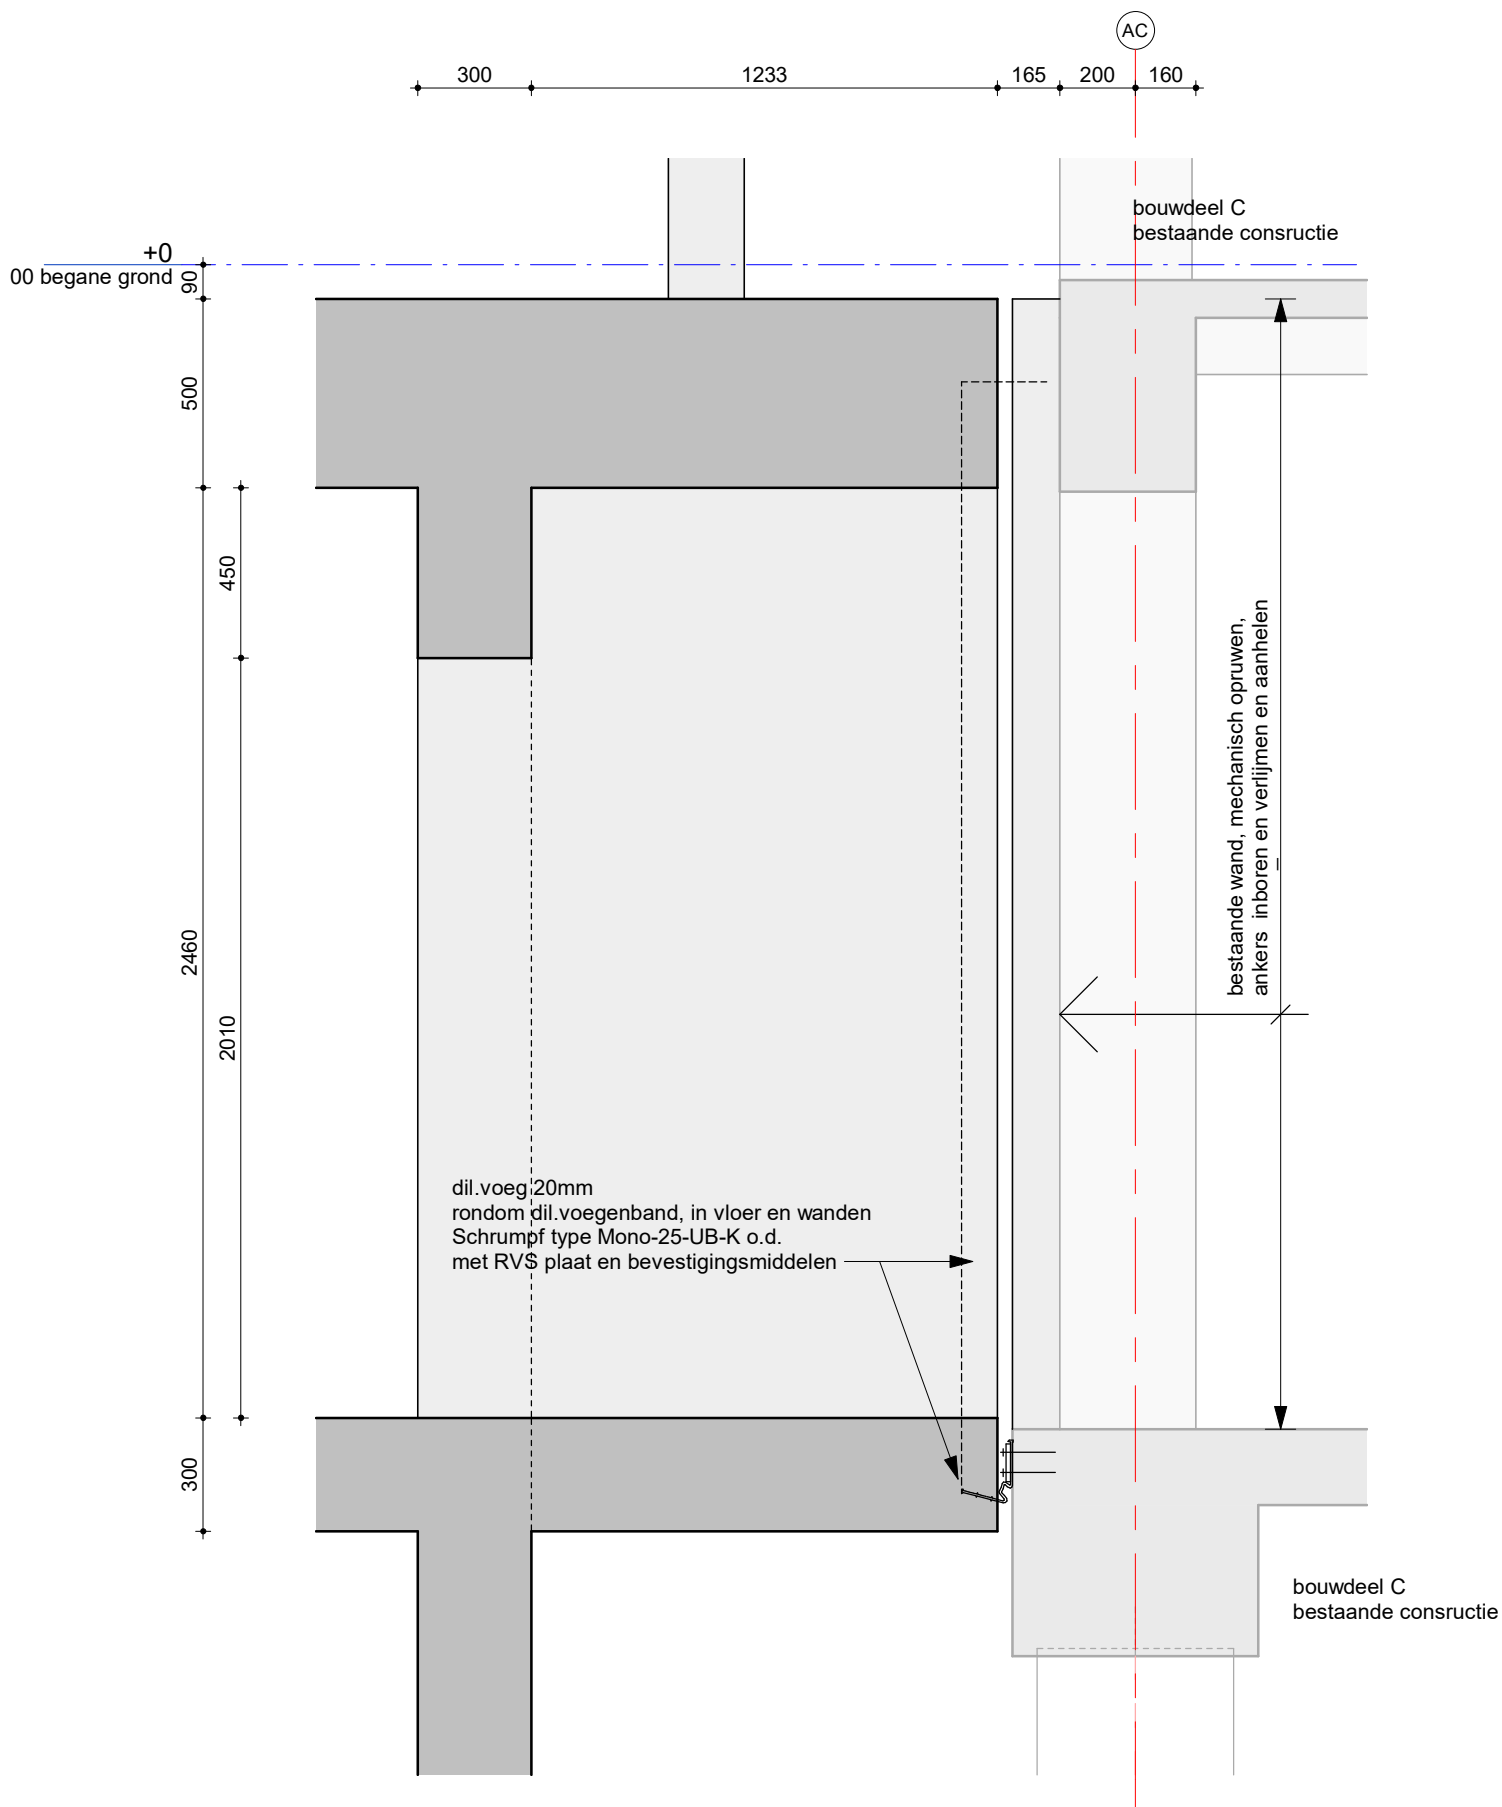 AC
300
1233
165
200
160
bouwdeel C
bestaande consructie
+0
00 begane grond
90
500
450
2460
2010
300
bestaande wand, mechanisch opruwen,
ankers inboren en verlijmen en aanhelen
dil.voeg 20mm
rondom dil.voegenband, in vloer en wanden
Schrumpf type Mono-25-UB-K o.d.
met RVS plaat en bevestigingsmiddelen
bouwdeel C
bestaande consructie